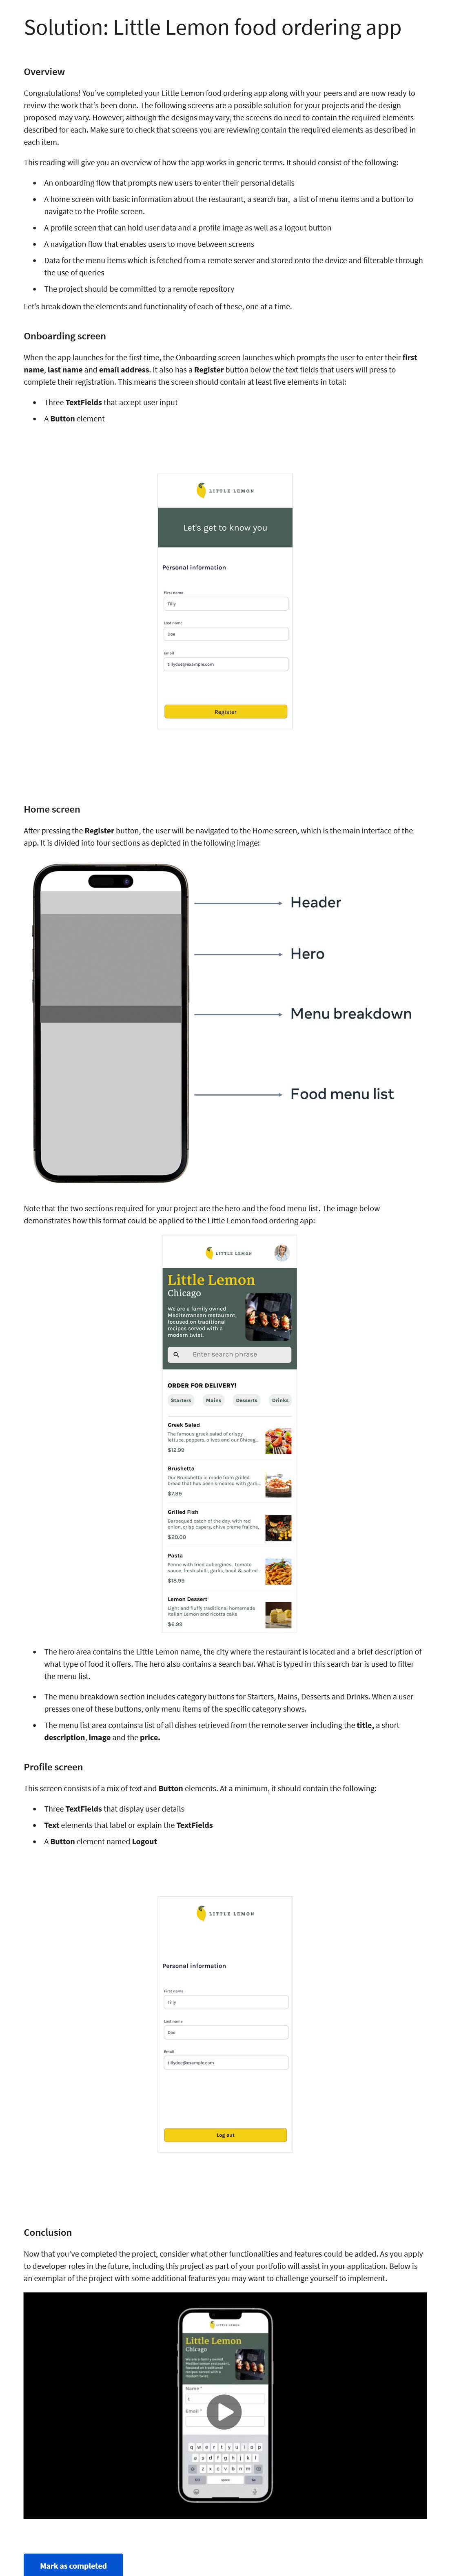 Solution: Little Lemon food ordering app
Overview
Congratulations! You've completed your Little Lemon food ordering app along with your peers and are now ready to
review the work that's been done. The following screens are a possible solution for your projects and the design
proposed may vary. However, although the designs may vary, the screens do need to contain the required elements
described for each. Make sure to check that screens you are reviewing contain the required elements as described in
each item.
This reading will give you an overview of how the app works in generic terms. It should consist of the following:
• An onboarding flow that prompts new users to enter their personal details
• A home screen with basic information about the restaurant, a search bar, a list of menu items and a button to
navigate to the Profile screen.
• A profile screen that can hold user data and a profile image as well as a logout button
• A navigation flow that enables users to move between screens
• Data for the menu items which is fetched from a remote server and stored onto the device and filterable through
the use of queries
• The project should be committed to a remote repository
Let's break down the elements and functionality of each of these, one at a time.
Onboarding screen
When the app launches for the first time, the Onboarding screen launches which prompts the user to enter their first
name, last name and email address. It also has a Register button below the text fields that users will press to
complete their registration. This means the screen should contain at least five elements in total:
• Three TextFields that accept user input
• A Button element
LITTLE LEMON
Let's get to know you
Personal information
First name
Tilly
Last name
Doe
Email
tillydoe@example.com
Register
Home screen
After pressing the Register button, the user will be navigated to the Home screen, which is the main interface of the
app. It is divided into four sections as depicted in the following image:
Header
Hero
Menu breakdown
Food menu list
Note that the two sections required for your project are the hero and the food menu list. The image below
demonstrates how this format could be applied to the Little Lemon food ordering app:
LITTLE LEMON
Little Lemon
Chicago
We are a family owned
Mediterranean restaurant,
focused on traditional
recipes served with a
modern twist.
Enter search phrase
ORDER FOR DELIVERY!
Starters Mains Desserts Drinks
Greek Salad
The famous greek salad of crispy
lettuce, peppers, olives and our Chicag...
$12.99
Brushetta
Our Bruschetta is made from grilled
bread that has been smeared with garli...
$7.99
Grilled Fish
Barbequed catch of the day, with red
onion, crisp capers, chive creme fraiche,
$20.00
Pasta
Penne with fried aubergines, tomato
sauce, fresh chilli, garlic, basil & salted...
$18.99
Lemon Dessert
Light and fluffy traditional homemade
Italian Lemon and ricotta cake
$6.99
• The hero area contains the Little Lemon name, the city where the restaurant is located and a brief description of
what type of food it offers. The hero also contains a search bar. What is typed in this search bar is used to filter
the menu list.
• The menu breakdown section includes category buttons for Starters, Mains, Desserts and Drinks. When a user
presses one of these buttons, only menu items of the specific category shows.
• The menu list area contains a list of all dishes retrieved from the remote server including the title, a short
description, image and the price.
Profile screen
This screen consists of a mix of text and Button elements. At a minimum, it should contain the following:
• Three TextFields that display user details
• Text elements that label or explain the TextFields
• A Button element named Logout
LITTLE LEMON
Personal information
First name
Tilly
Last name
Doe
Email
tillydoe@example.com
Log out
Conclusion
Now that you've completed the project, consider what other functionalities and features could be added. As you apply
to developer roles in the future, including this project as part of your portfolio will assist in your application. Below is
an exemplar of the project with some additional features you may want to challenge yourself to implement.
LITTLE LEMON
Little Lemon
Chicago
We are a family owned
Mediterranean restaurant,
focused on traditional
recipes served with a
modern twist.
Name *
t
Email *
q w e r t y u i o p
a s d f g h j k l
z x c v b n m
Mark as completed